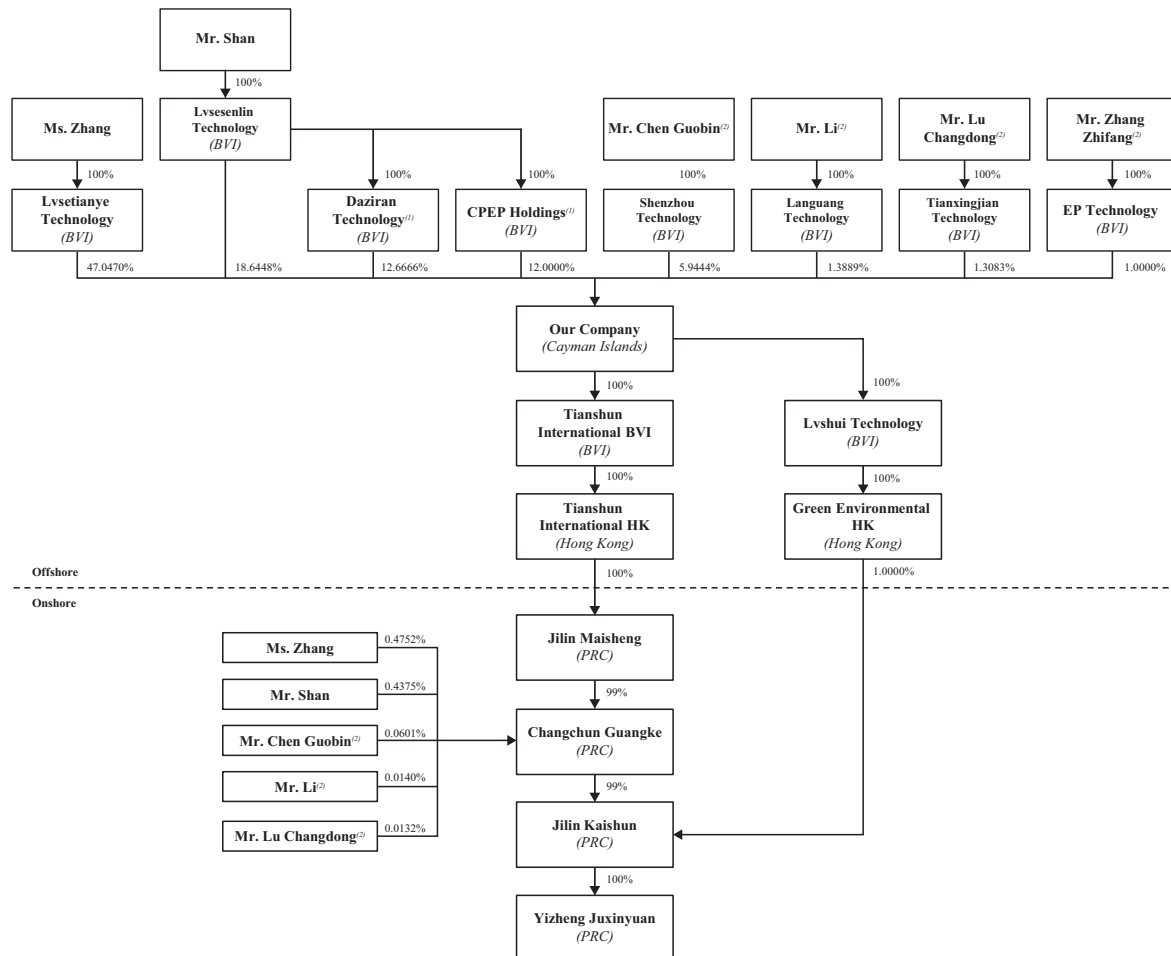 Mr. Shan
100%
Ms. Zhang
Lvsesenlin
Technology
(BVI)
Mr. Chen Guobin(2)
Mr. Li(2)
Mr. Lu
Changdong(2)
Mr. Zhang
Zhifang(2)
100%
100%
100%
100%
100%
100%
100%
Lvsetianye
Technology
(BVI)
Daziran
Technology(1)
(BVI)
CPEP Holdings(1)
(BVI)
Shenzhou
Technology
(BVI)
Languang
Technology
(BVI)
Tianxingjian
Technology
(BVI)
EP Technology
(BVI)
47.0470%
18.6448%
12.6666%
12.0000%
5.9444%
1.3889%
1.3083%
1.0000%
Our Company
(Cayman Islands)
100%
100%
Tianshun
International BVI
(BVI)
Lvshui Technology
(BVI)
100%
100%
Tianshun
International HK
(Hong Kong)
Green Environmental
HK
(Hong Kong)
Offshore
100%
1.0000%
Onshore
Ms. Zhang
0.4752%
Jilin Maisheng
(PRC)
Mr. Shan
0.4375%
99%
Mr. Chen Guobin(2)
0.0601%
Changchun Guangke
(PRC)
Mr. Li(2)
0.0140%
99%
Mr. Lu Changdong(2)
0.0132%
Jilin Kaishun
(PRC)
100%
Yizheng Juxinyuan
(PRC)